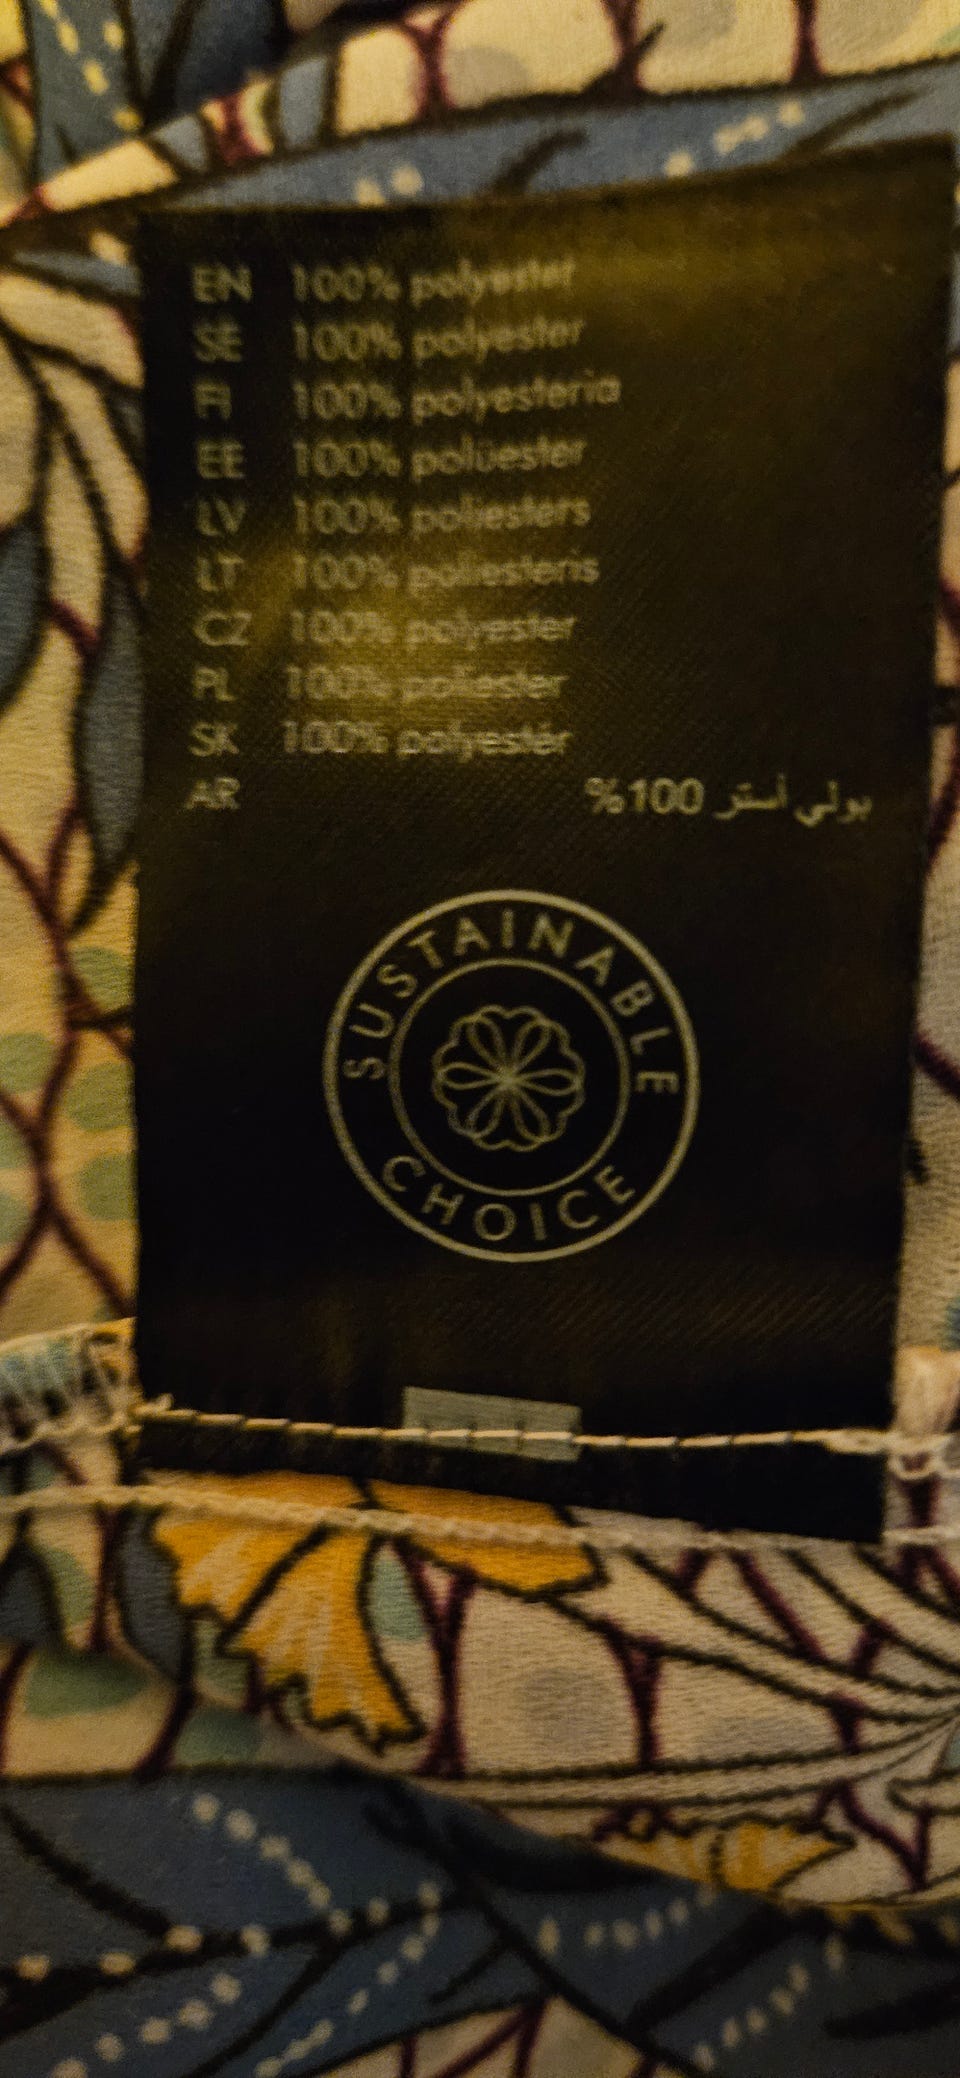 EN 100% polyester
SE 100% polyester
FI 100% polyesteria
EE 100% polüester
LV 100% poliesters
LT 100% poliesteris
CZ 100% polyester
PL 100% poliester
SK 100% polyester
AR بولي أستر 100%
SUSTAINABLE
CHOICE